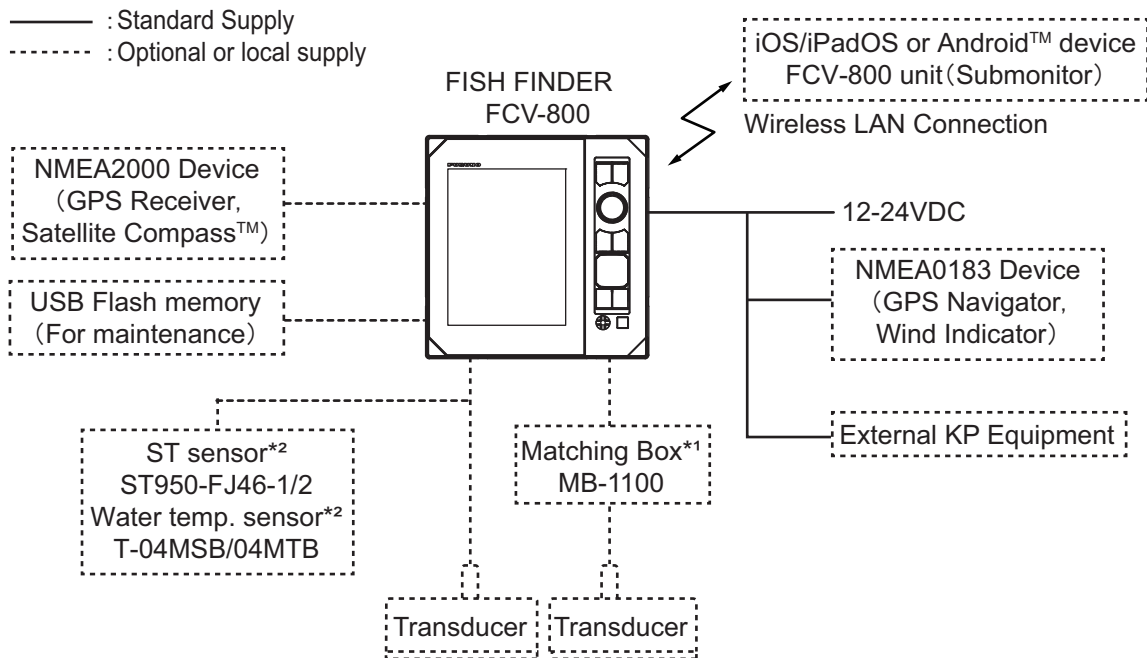 : Standard Supply
: Optional or local supply
FISH FINDER
FCV-800
iOS/iPadOS or Android™ device
FCV-800 unit（Submonitor）
Wireless LAN Connection
NMEA2000 Device
（GPS Receiver,
Satellite Compass™）
USB Flash memory
（For maintenance）
FURUNO
12-24VDC
NMEA0183 Device
（GPS Navigator,
Wind Indicator）
External KP Equipment
ST sensor*²
ST950-FJ46-1/2
Water temp. sensor*²
T-04MSB/04MTB
Matching Box*¹
MB-1100
Transducer
Transducer